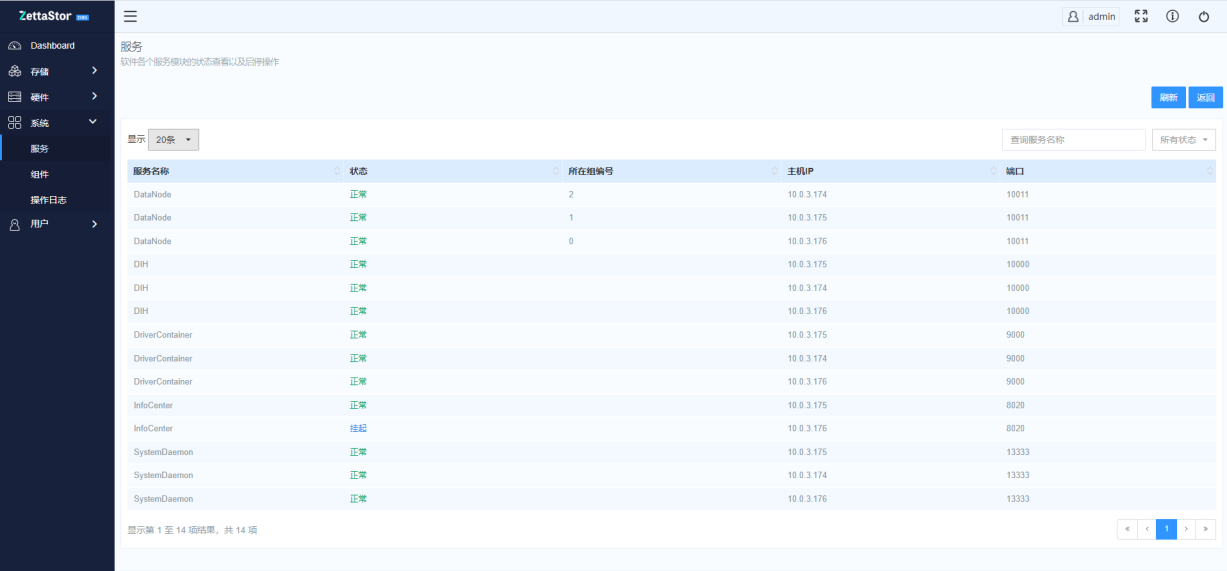 ZettaStor DBS
admin
Dashboard
存储
硬件
系统
服务
组件
操作日志
用户
服务
软件各个服务模块的状态查看以及启停操作
刷新 返回
显示 20条 查询服务名称 所有状态
服务名称 状态 所在组编号 主机IP 端口
DataNode 正常 2 10.0.3.174 10011
DataNode 正常 1 10.0.3.175 10011
DataNode 正常 0 10.0.3.176 10011
DIH 正常 10.0.3.175 10000
DIH 正常 10.0.3.174 10000
DIH 正常 10.0.3.176 10000
DriverContainer 正常 10.0.3.175 9000
DriverContainer 正常 10.0.3.174 9000
DriverContainer 正常 10.0.3.176 9000
InfoCenter 正常 10.0.3.175 8020
InfoCenter 挂起 10.0.3.176 8020
SystemDaemon 正常 10.0.3.175 13333
SystemDaemon 正常 10.0.3.174 13333
SystemDaemon 正常 10.0.3.176 13333
显示第 1 至 14 项结果，共 14 项
« ‹ 1 › »